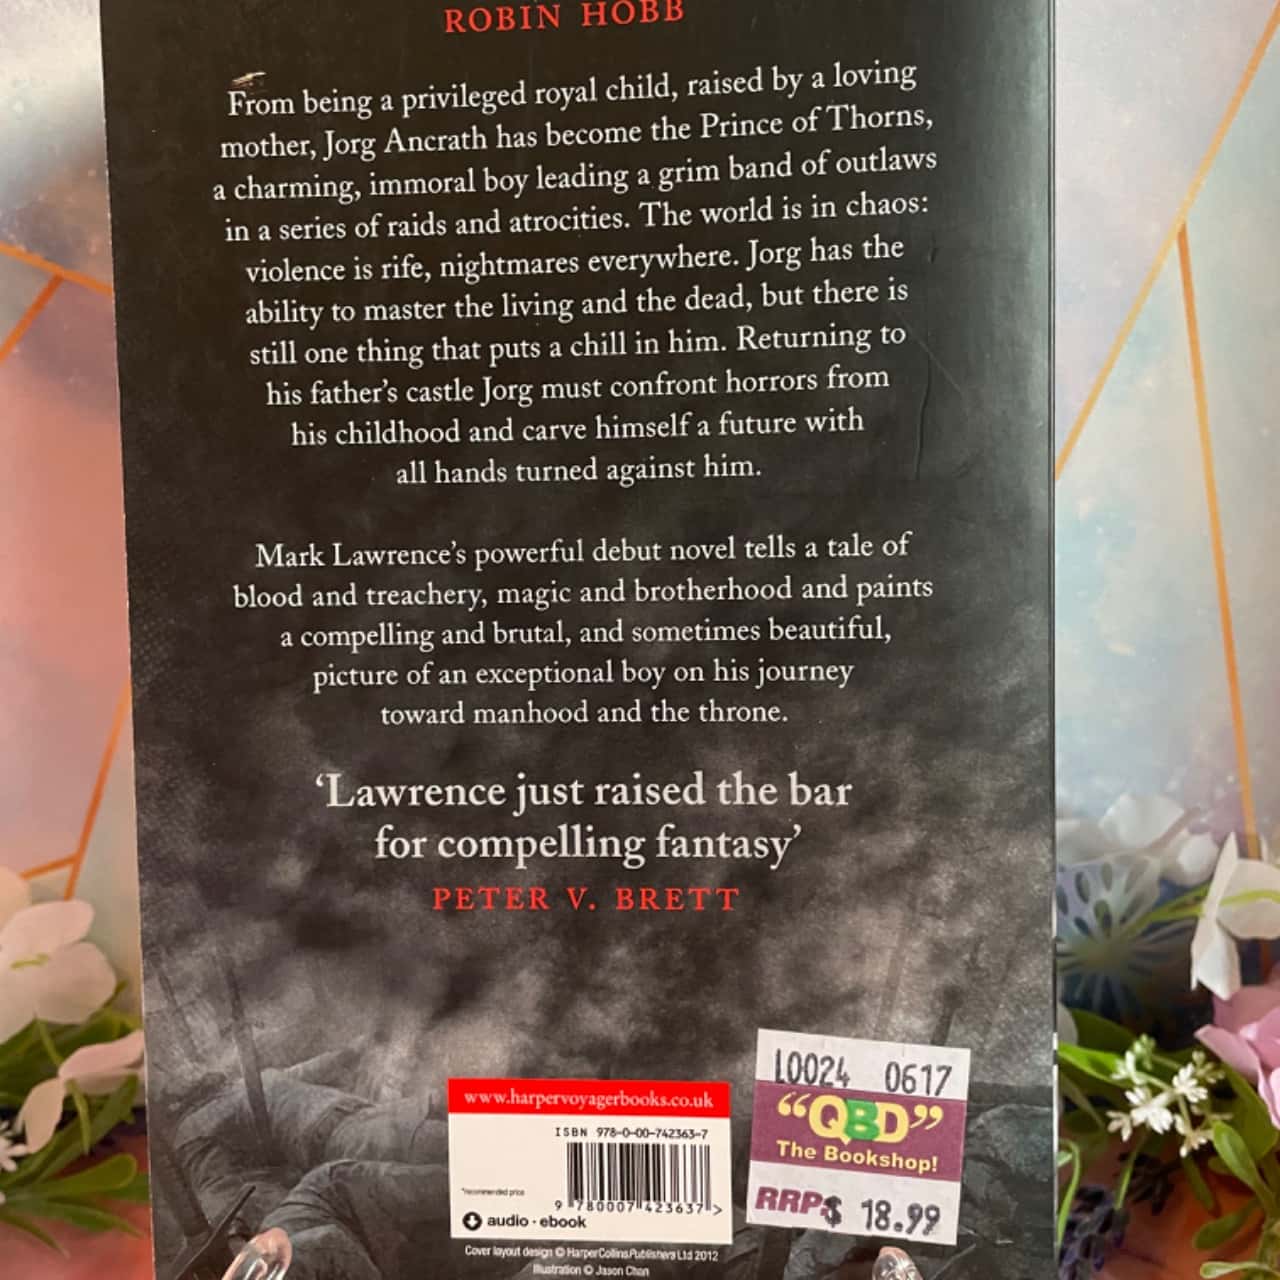 ROBIN HOBB
From being a privileged royal child, raised by a loving
mother, Jorg Ancrath has become the Prince of Thorns,
a charming, immoral boy leading a grim band of outlaws
in a series of raids and atrocities. The world is in chaos:
violence is rife, nightmares everywhere. Jorg has the
ability to master the living and the dead, but there is
still one thing that puts a chill in him. Returning to
his father's castle Jorg must confront horrors from
his childhood and carve himself a future with
all hands turned against him.
Mark Lawrence's powerful debut novel tells a tale of
blood and treachery, magic and brotherhood and paints
a compelling and brutal, and sometimes beautiful,
picture of an exceptional boy on his journey
toward manhood and the throne.
‘Lawrence just raised the bar
for compelling fantasy’
PETER V. BRETT
www.harpervoyagerbooks.co.uk
ISBN 978-0-00-742363-7
*recommended price
9 780007 423637 >
audio · ebook
Cover layout design © HarperCollinsPublishers Ltd 2012
Illustration © Jason Chan
L0024 0617
“QBD”
The Bookshop!
RRP$ 18.99